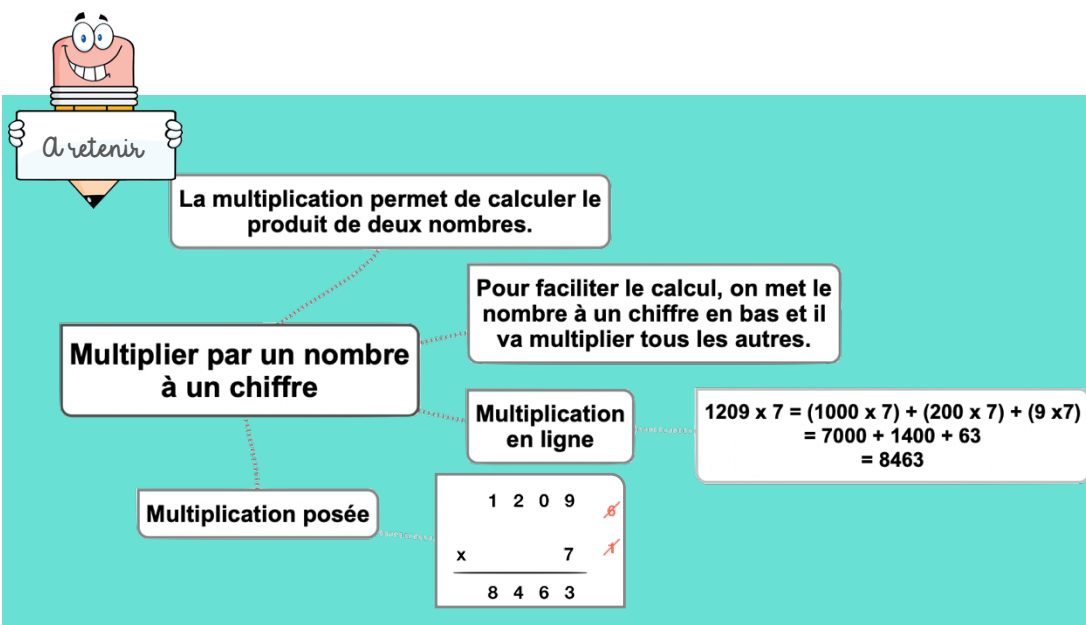 A retenir
La multiplication permet de calculer le
produit de deux nombres.
Pour faciliter le calcul, on met le
nombre à un chiffre en bas et il
va multiplier tous les autres.
Multiplier par un nombre
à un chiffre
Multiplication
en ligne
1209 x 7 = (1000 x 7) + (200 x 7) + (9 x7)
= 7000 + 1400 + 63
= 8463
Multiplication posée
1 2 0 9 6
x 7 1
8 4 6 3